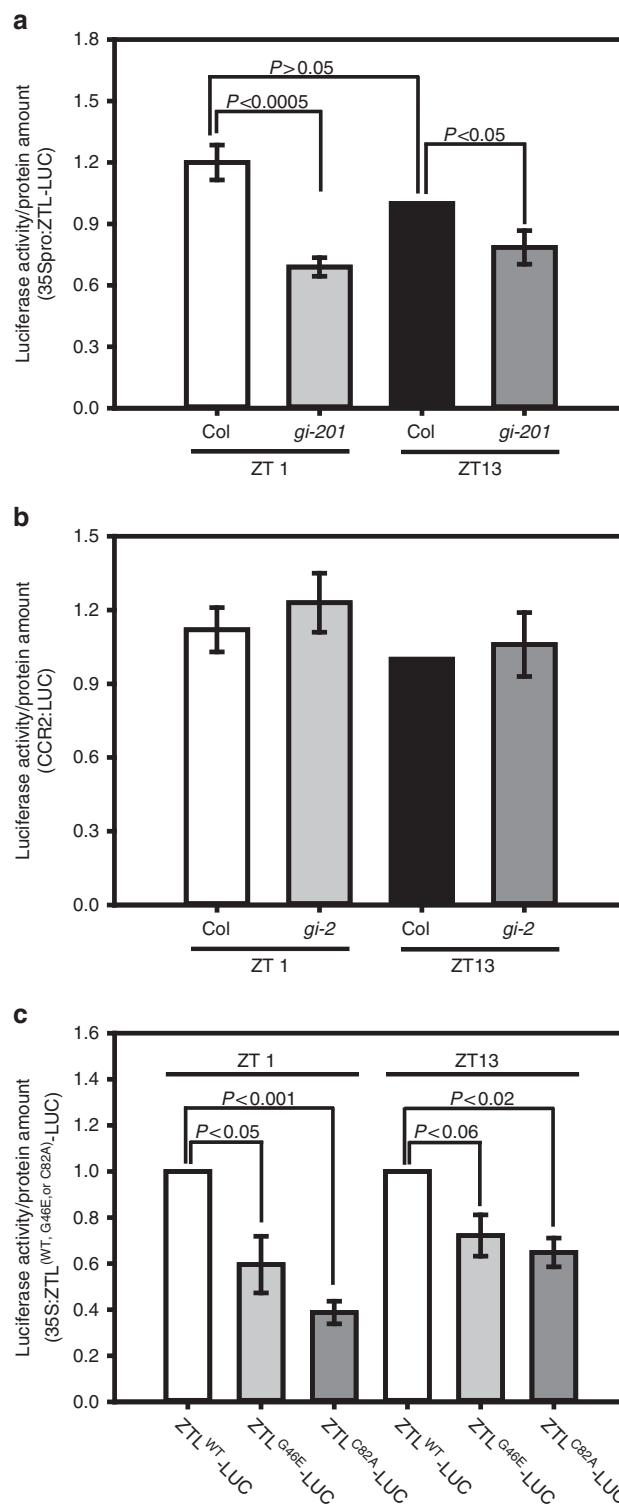 a
Luciferase activity/protein amount
(35Spro:ZTL-LUC)
1.8
1.5
1.2
0.9
0.6
0.3
0.0
P>0.05
P<0.0005
P<0.05
Col
gi-201
Col
gi-201
ZT 1
ZT13
b
Luciferase activity/protein amount
(CCR2:LUC)
1.5
1.2
0.9
0.6
0.3
0.0
Col
gi-2
Col
gi-2
ZT 1
ZT13
c
Luciferase activity/protein amount
(35S:ZTL(WT, G46E,or C82A)-LUC)
1.6
1.4
1.2
1.0
0.8
0.6
0.4
0.2
0.0
ZT 1
ZT13
P<0.001
P<0.02
P<0.05
P<0.06
ZTL WT-LUC
ZTL G46E-LUC
ZTL C82A-LUC
ZTL WT-LUC
ZTL G46E-LUC
ZTL C82A-LUC